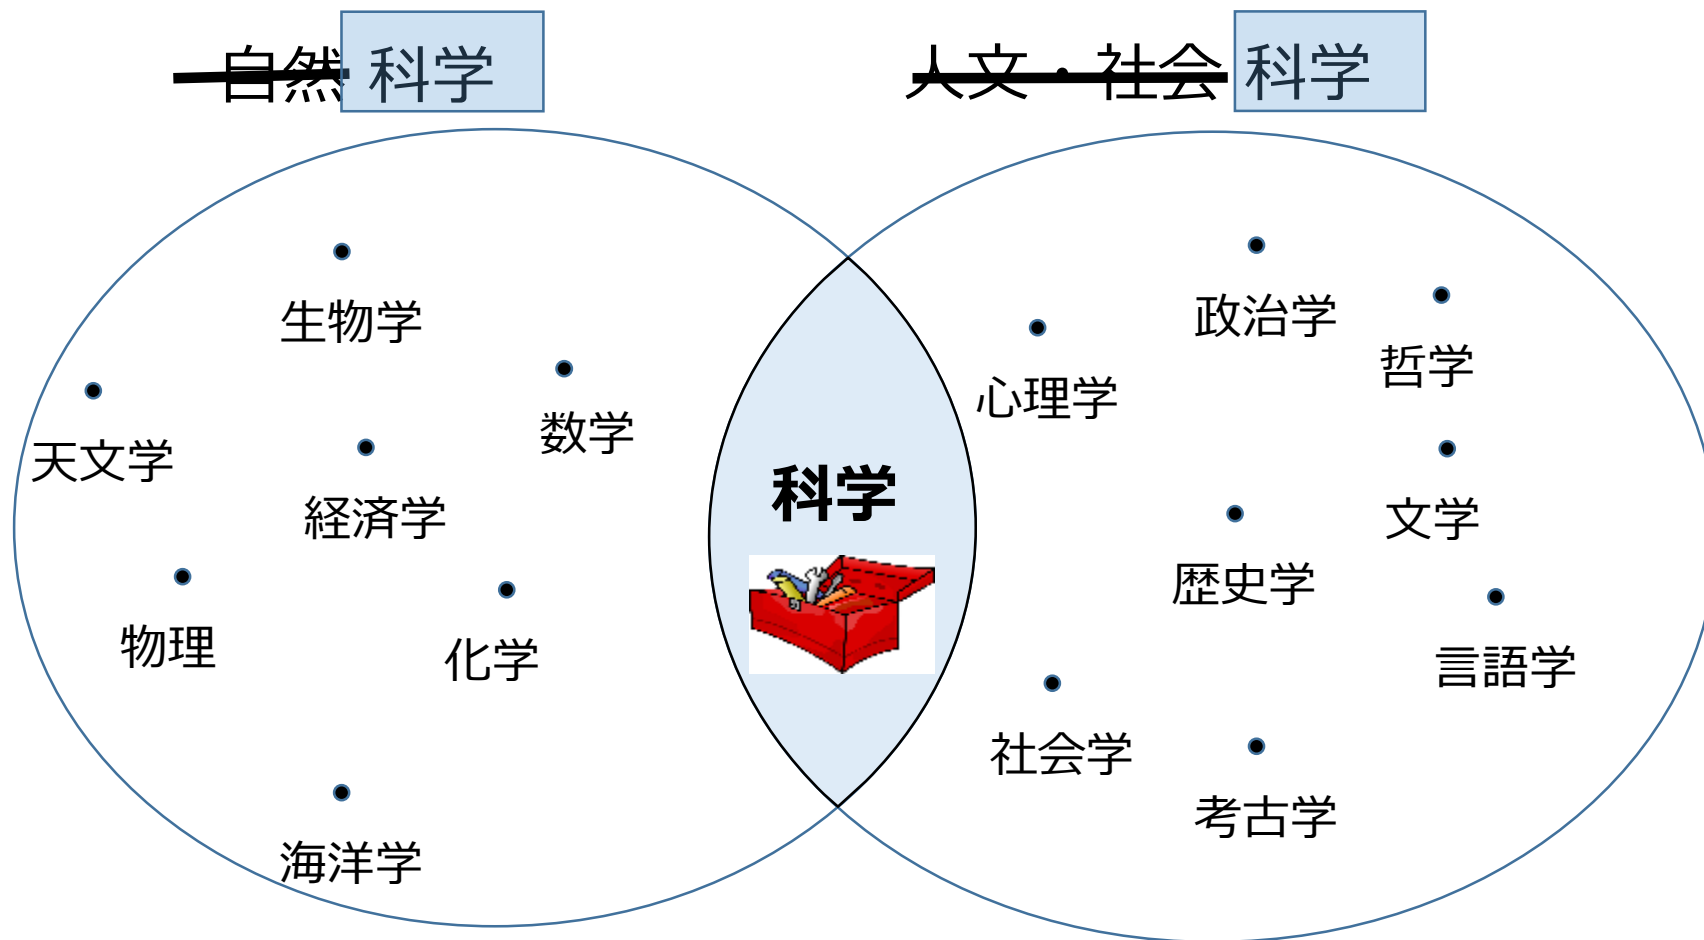 自然科学
人文・社会科学
生物学
天文学
数学
経済学
物理
化学
海洋学
科学
政治学
哲学
心理学
文学
歴史学
言語学
社会学
考古学